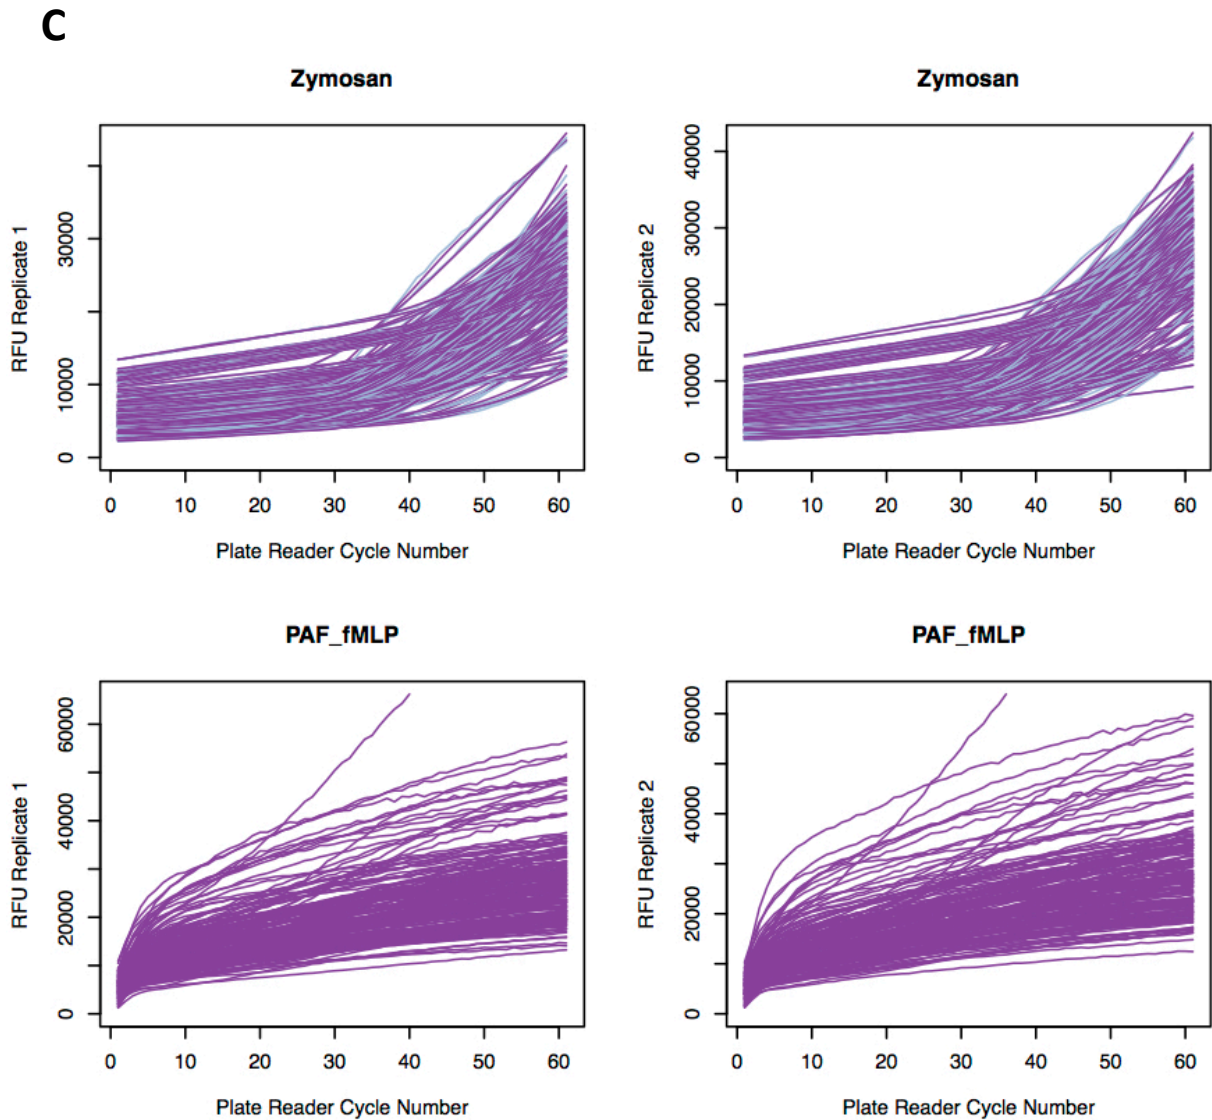 C
Zymosan
RFU Replicate 1
30000
10000
0
0 10 20 30 40 50 60
Plate Reader Cycle Number
Zymosan
RFU Replicate 2
40000
30000
20000
10000
0
0 10 20 30 40 50 60
Plate Reader Cycle Number
PAF_fMLP
RFU Replicate 1
60000
40000
20000
0
0 10 20 30 40 50 60
Plate Reader Cycle Number
PAF_fMLP
RFU Replicate 2
60000
40000
20000
0
0 10 20 30 40 50 60
Plate Reader Cycle Number